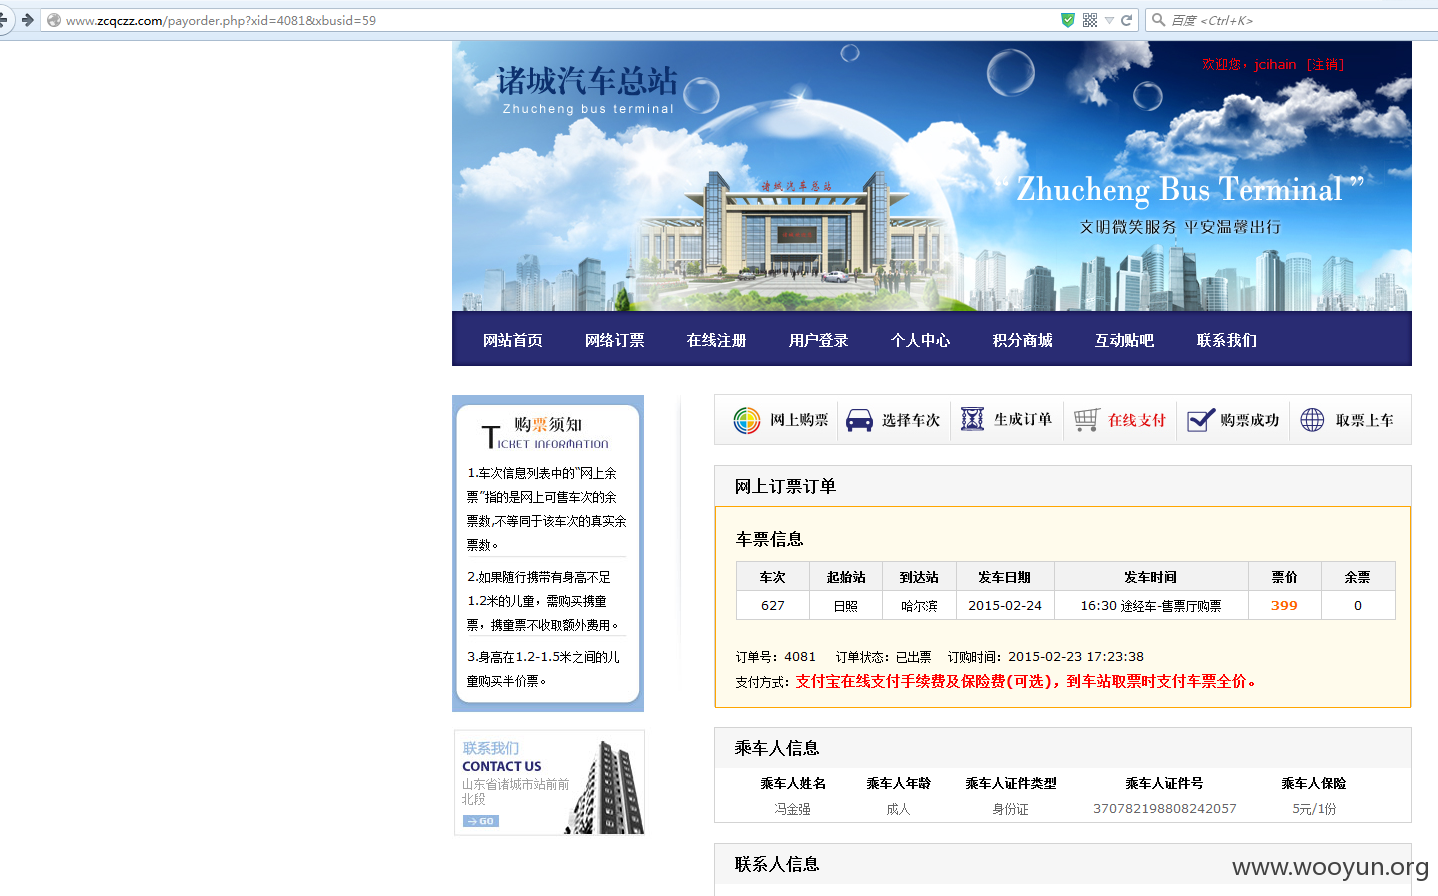 www.zcqczz.com/payorder.php?xid=4081&xbusid=59
百度 <Ctrl+K>
诸城汽车总站
Zhucheng bus terminal
欢迎您，jcihain [注销]
诸城汽车总站
“ Zhucheng Bus Terminal ”
文明微笑服务 平安温馨出行
网站首页 网络订票 在线注册 用户登录 个人中心 积分商城 互动贴吧 联系我们
购票须知
TICKET INFORMATION
1.车次信息列表中的“网上余
票”指的是网上可售车次的余
票数,不等同于该车次的真实余
票数。
2.如果随行携带有身高不足
1.2米的儿童，需购买携童
票，携童票不收取额外费用。
3.身高在1.2-1.5米之间的儿
童购买半价票。
联系我们
CONTACT US
山东省诸城市站前前
北段
GO
网上购票 选择车次 生成订单 在线支付 购票成功 取票上车
网上订票订单
车票信息
车次 起始站 到达站 发车日期 发车时间 票价 余票
627 日照 哈尔滨 2015-02-24 16:30 途经车-售票厅购票 399 0
订单号：4081 订单状态：已出票 订购时间：2015-02-23 17:23:38
支付方式：支付宝在线支付手续费及保险费(可选)，到车站取票时支付车票全价。
乘车人信息
乘车人姓名 乘车人年龄 乘车人证件类型 乘车人证件号 乘车人保险
冯金强 成人 身份证 370782198808242057 5元/1份
联系人信息
www.wooyun.org